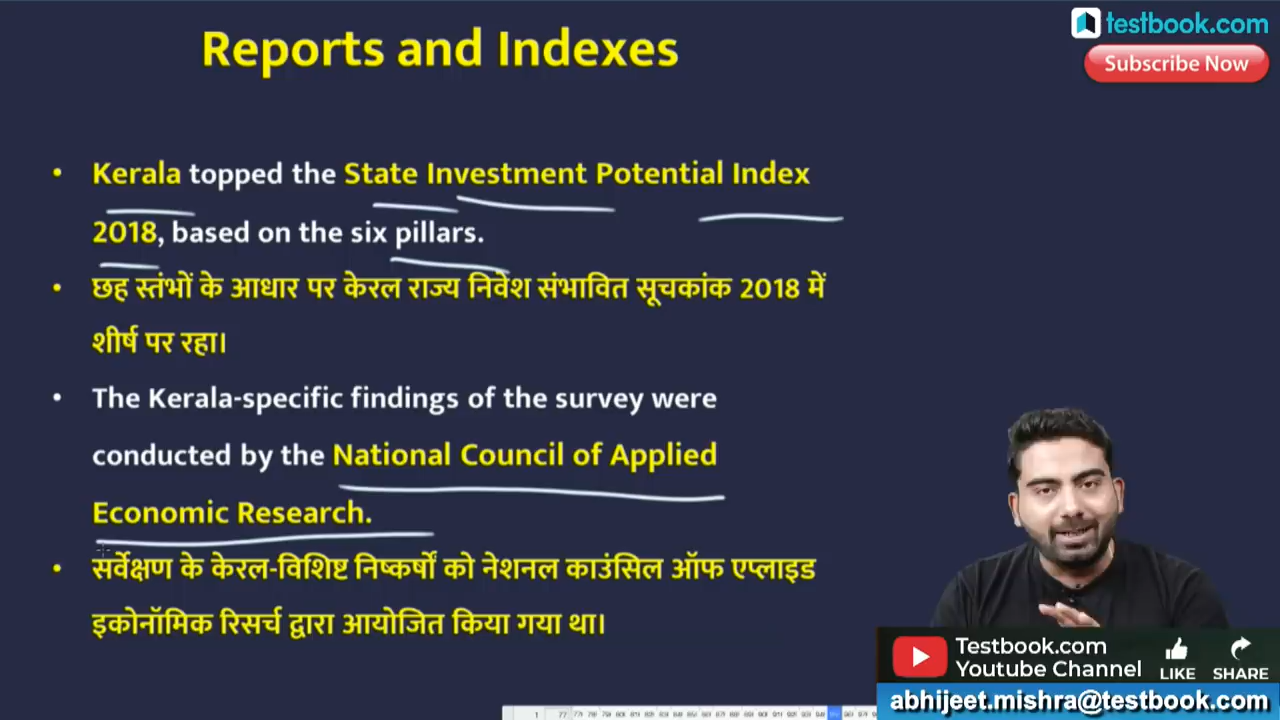 Reports and Indexes
testbook.com
Subscribe Now
• Kerala topped the State Investment Potential Index
2018, based on the six pillars.
• छह स्तंभों के आधार पर केरल राज्य निवेश संभावित सूचकांक 2018 में
शीर्ष पर रहा।
• The Kerala-specific findings of the survey were
conducted by the National Council of Applied
Economic Research.
• सर्वेक्षण के केरल-विशिष्ट निष्कर्षों को नेशनल काउंसिल ऑफ एप्लाइड
इकोनॉमिक रिसर्च द्वारा आयोजित किया गया था।
Testbook.com
Youtube Channel
LIKE
SHARE
abhijeet.mishra@testbook.com